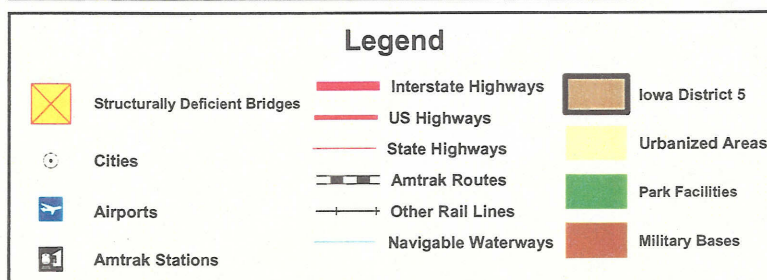 Legend
Structurally Deficient Bridges
Cities
Airports
Amtrak Stations
Interstate Highways
US Highways
State Highways
Amtrak Routes
Other Rail Lines
Navigable Waterways
Iowa District 5
Urbanized Areas
Park Facilities
Military Bases